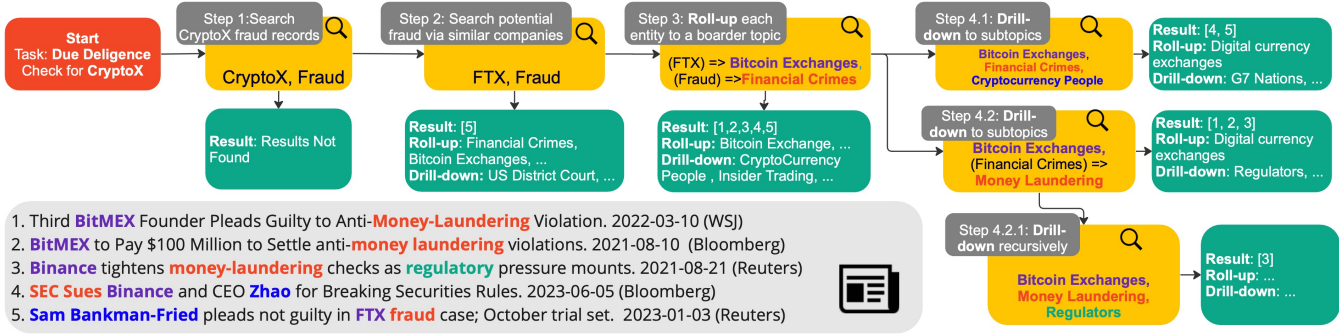 Start
Task: Due Deligence
Check for CryptoX
Step 1:Search
CryptoX fraud records
CryptoX, Fraud
Result: Results Not
Found
Step 2: Search potential
fraud via similar companies
FTX, Fraud
Result: [5]
Roll-up: Financial Crimes,
Bitcoin Exchanges, ...
Drill-down: US District Court, ...
Step 3: Roll-up each
entity to a boarder topic
(FTX) => Bitcoin Exchanges,
(Fraud) =>Financial Crimes
Result: [1,2,3,4,5]
Roll-up: Bitcoin Exchange, ...
Drill-down: CryptoCurrency
People , Insider Trading, ...
Step 4.1: Drill-
down to subtopics
Bitcoin Exchanges,
Financial Crimes,
Cryptocurrency People
Result: [4, 5]
Roll-up: Digital currency
exchanges
Drill-down: G7 Nations, ...
Step 4.2: Drill-
down to subtopics
Bitcoin Exchanges,
(Financial Crimes) =>
Money Laundering
Result: [1, 2, 3]
Roll-up: Digital currency
exchanges
Drill-down: Regulators, ...
Step 4.2.1: Drill-
down recursively
Bitcoin Exchanges,
Money Laundering,
Regulators
Result: [3]
Roll-up: ...
Drill-down: ...
1. Third BitMEX Founder Pleads Guilty to Anti-Money-Laundering Violation. 2022-03-10 (WSJ)
2. BitMEX to Pay $100 Million to Settle anti-money laundering violations. 2021-08-10 (Bloomberg)
3. Binance tightens money-laundering checks as regulatory pressure mounts. 2021-08-21 (Reuters)
4. SEC Sues Binance and CEO Zhao for Breaking Securities Rules. 2023-06-05 (Bloomberg)
5. Sam Bankman-Fried pleads not guilty in FTX fraud case; October trial set. 2023-01-03 (Reuters)